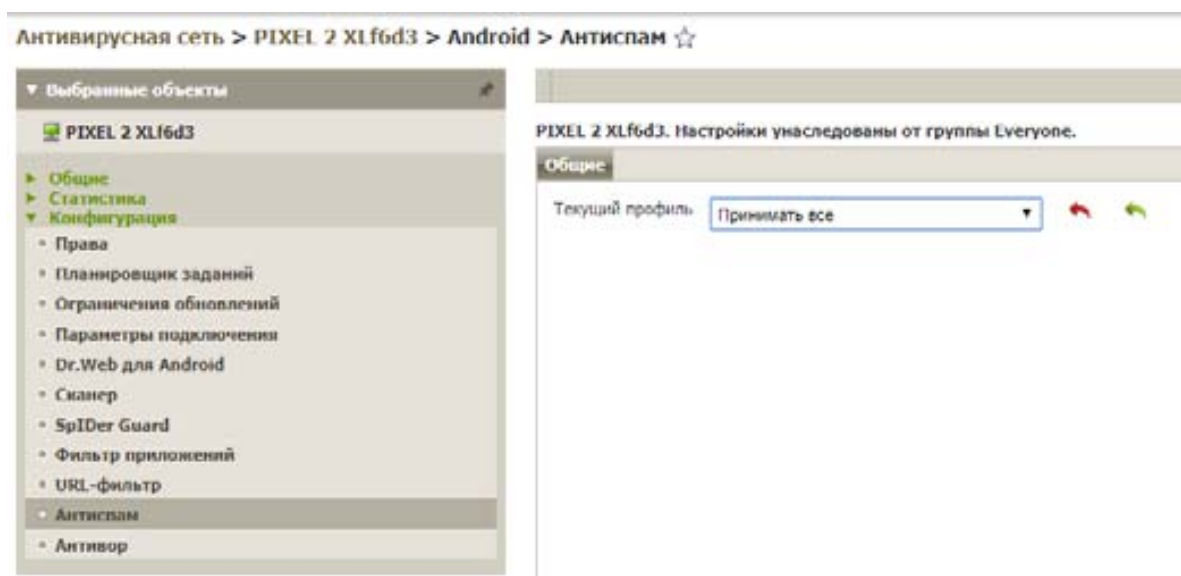 Антивирусная сеть > PIXEL 2 XLf6d3 > Android > Антиспам
Выбранные объекты
PIXEL 2 XLf6d3
Общие
Статистика
Конфигурация
Права
Планировщик заданий
Ограничения обновлений
Параметры подключения
Dr.Web для Android
Сканер
SpIDer Guard
Фильтр приложений
URL-фильтр
Антиспам
Антивор
PIXEL 2 XLf6d3. Настройки унаследованы от группы Everyone.
Общие
Текущий профиль Принимать все